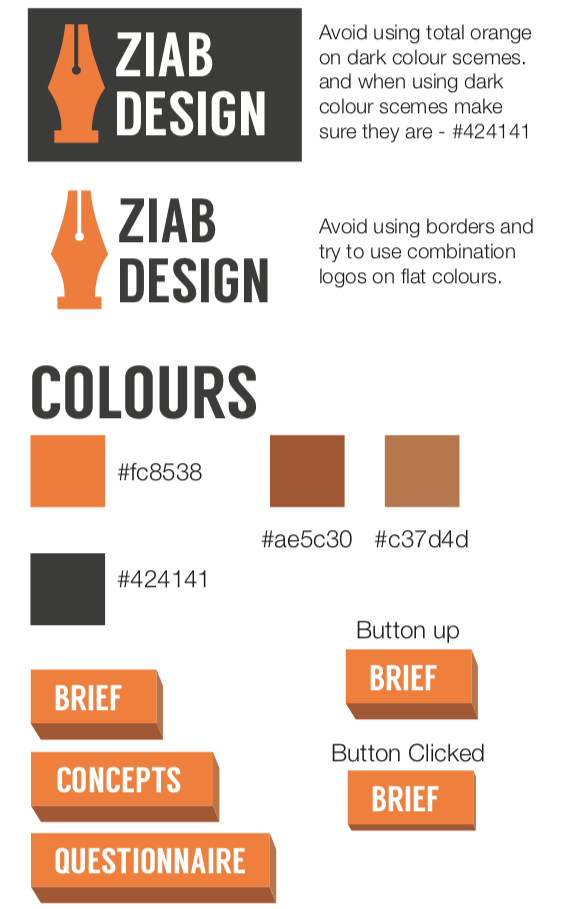 ZIAB
DESIGN
Avoid using total orange
on dark colour scemes.
and when using dark
colour scemes make
sure they are - #424141
ZIAB
DESIGN
Avoid using borders and
try to use combination
logos on flat colours.
COLOURS
#fc8538
#ae5c30 #c37d4d
#424141
Button up
BRIEF
BRIEF
Button Clicked
CONCEPTS
BRIEF
QUESTIONNAIRE